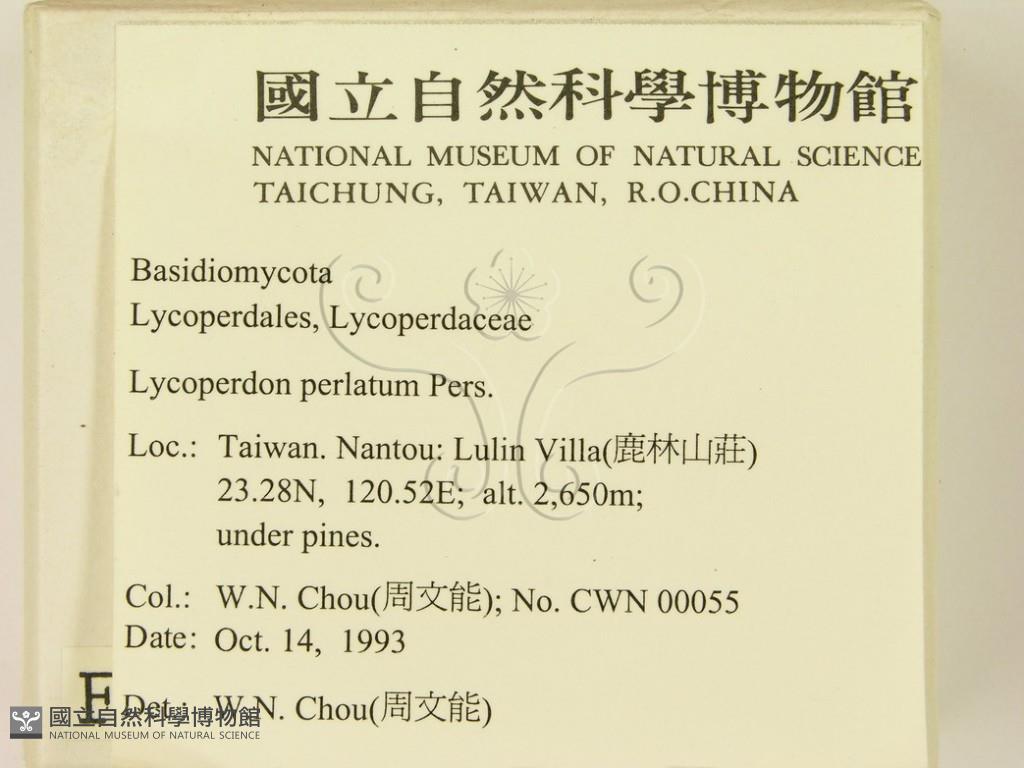 國立自然科學博物館
NATIONAL MUSEUM OF NATURAL SCIENCE
TAICHUNG, TAIWAN, R.O.CHINA
Basidiomycota
Lycoperdales, Lycoperdaceae
Lycoperdon perlatum Pers.
Loc.: Taiwan. Nantou: Lulin Villa(鹿林山莊)
23.28N, 120.52E; alt. 2,650m;
under pines.
Col.: W.N. Chou(周文能); No. CWN 00055
Date: Oct. 14, 1993
F
Det.: W.N. Chou(周文能)
國立自然科學博物館
NATIONAL MUSEUM OF NATURAL SCIENCE